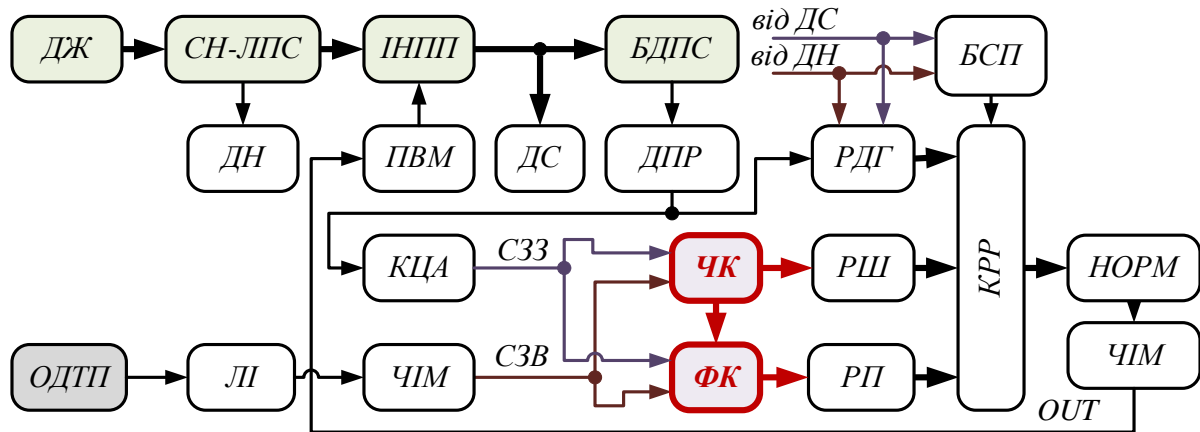 ДЖ
СН-ЛПС
ІНПП
БДПС
від ДС
від ДН
БСП
ДН
ПВМ
ДС
ДПР
РДГ
КЦА
СЗЗ
ЧК
РШ
КРР
НОРМ
ОДТП
ЛІ
ЧІМ
СЗВ
ФК
РП
ЧІМ
OUT